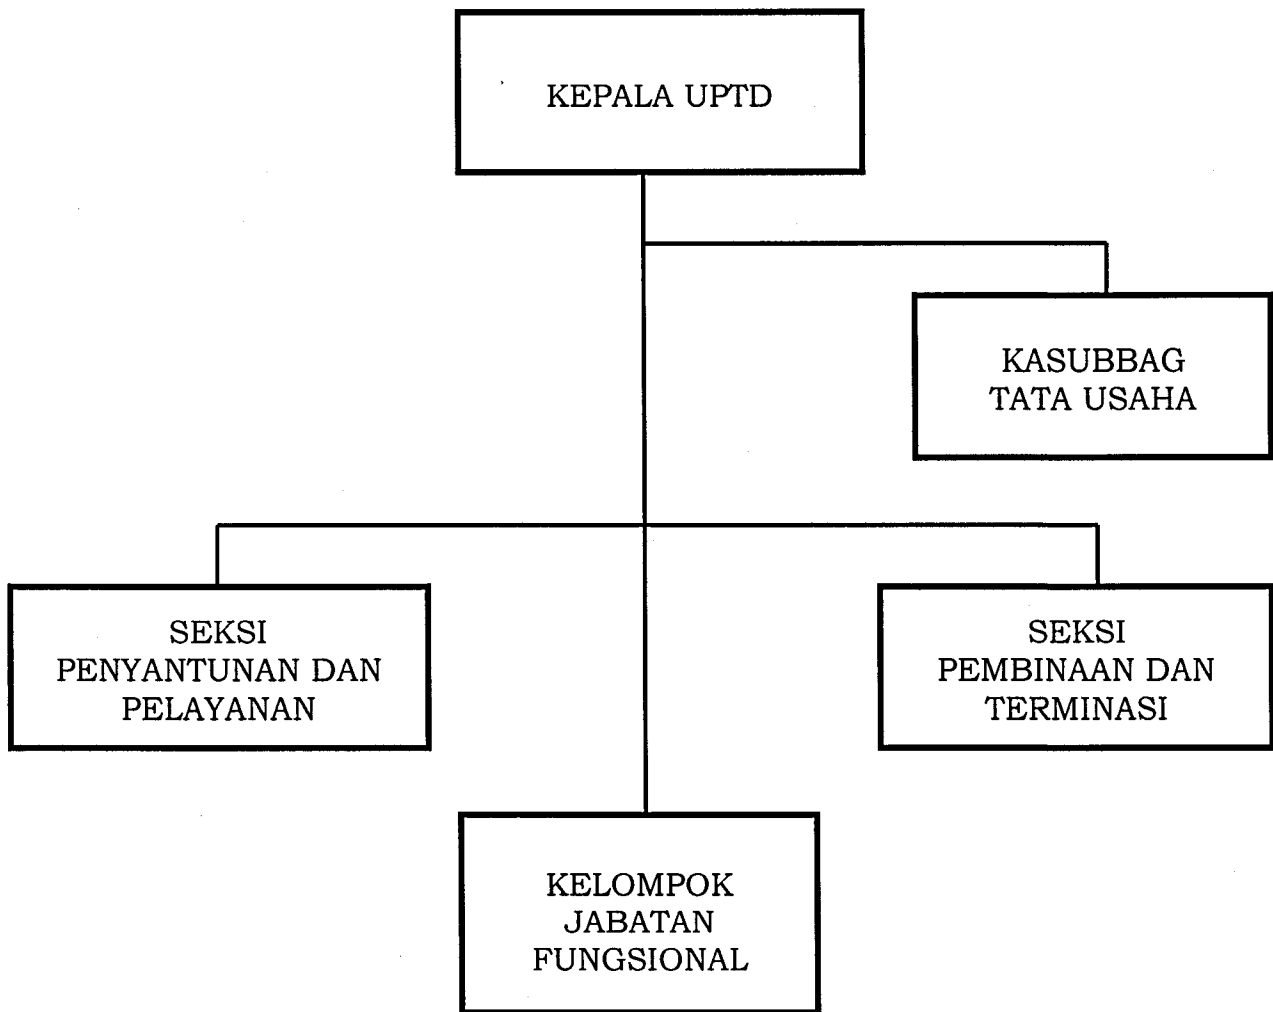 KEPALA UPTD
KASUBBAG
TATA USAHA
SEKSI
PENYANTUNAN DAN
PELAYANAN
SEKSI
PEMBINAAN DAN
TERMINASI
KELOMPOK
JABATAN
FUNGSIONAL